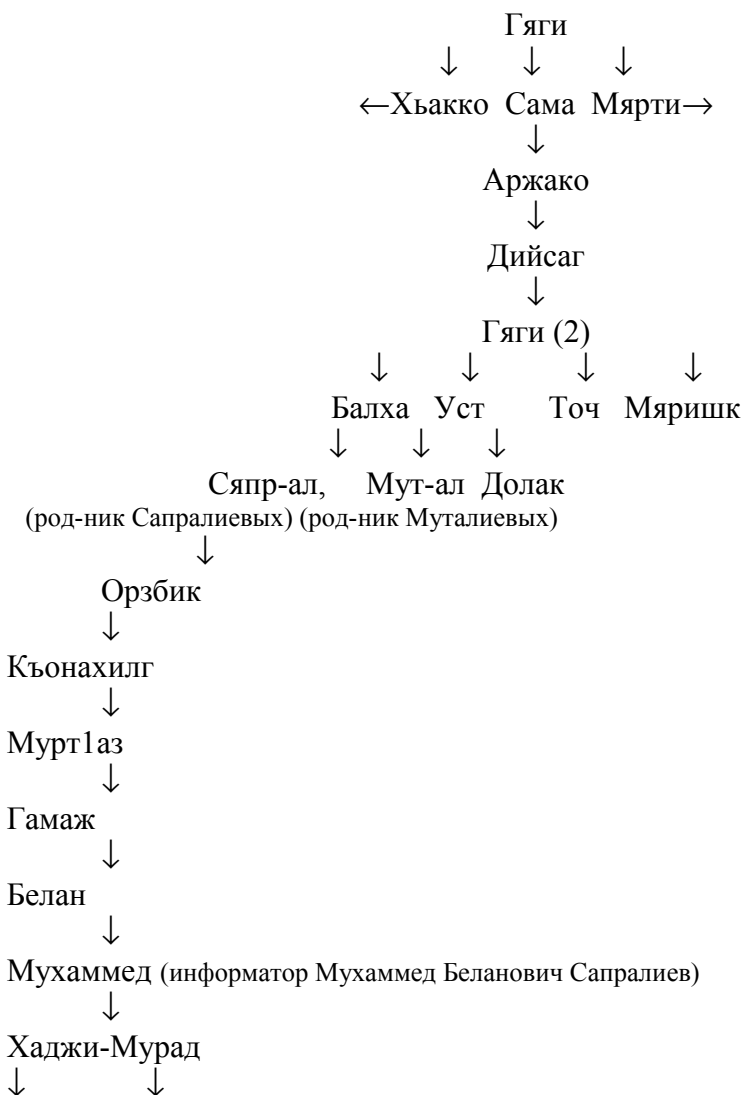 Гяги
↓ ↓ ↓
←Хьакко Сама Мярти→
↓
Аржако
↓
Дийсаг
↓
Гяги (2)
↓ ↓ ↓ ↓
Балха Уст Точ Мяришк
↓ ↓ ↓
Сяпр-ал, Мут-ал Долак
(род-ник Сапралиевых) (род-ник Муталиевых)
↓
Орзбик
↓
Къонахилг
↓
Мурт1аз
↓
Гамаж
↓
Белан
↓
Мухаммед (информатор Мухаммед Беланович Сапралиев)
↓
Хаджи-Мурад
↓ ↓